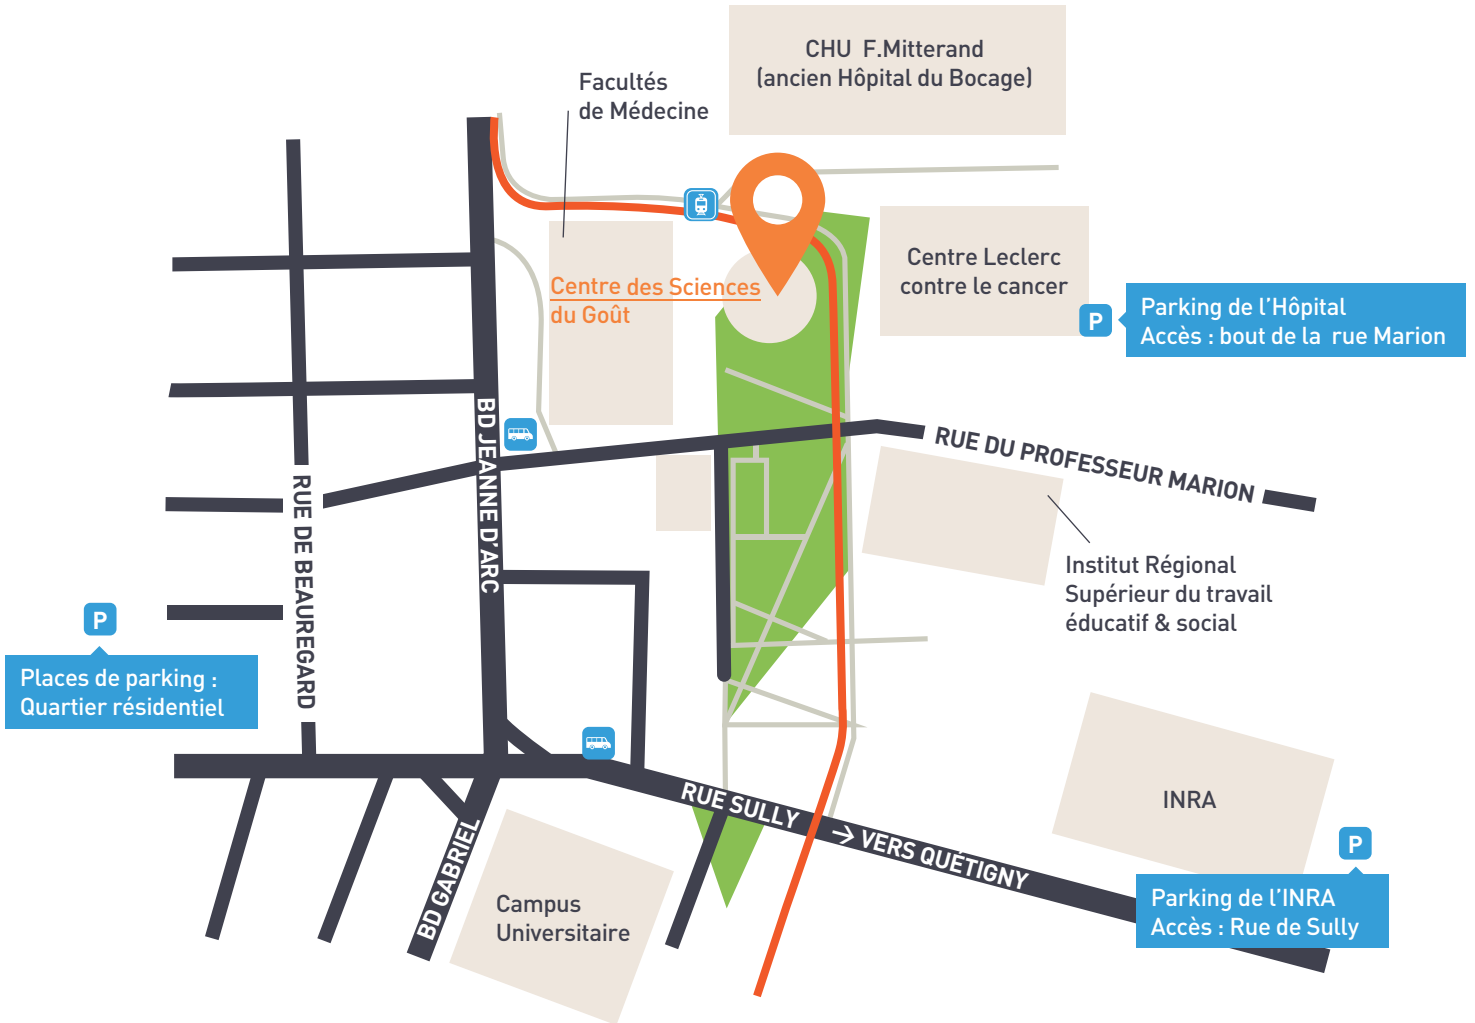 CHU F.Mitterand
(ancien Hôpital du Bocage)
Facultés
de Médecine
Centre Leclerc
contre le cancer
Centre des Sciences
du Goût
P
Parking de l'Hôpital
Accès : bout de la rue Marion
BD JEANNE D'ARC
RUE DU PROFESSEUR MARION
RUE DE BEAUREGARD
Institut Régional
Supérieur du travail
éducatif & social
P
Places de parking :
Quartier résidentiel
RUE SULLY
→ VERS QUÉTIGNY
INRA
P
Parking de l'INRA
Accès : Rue de Sully
BD GABRIEL
Campus
Universitaire